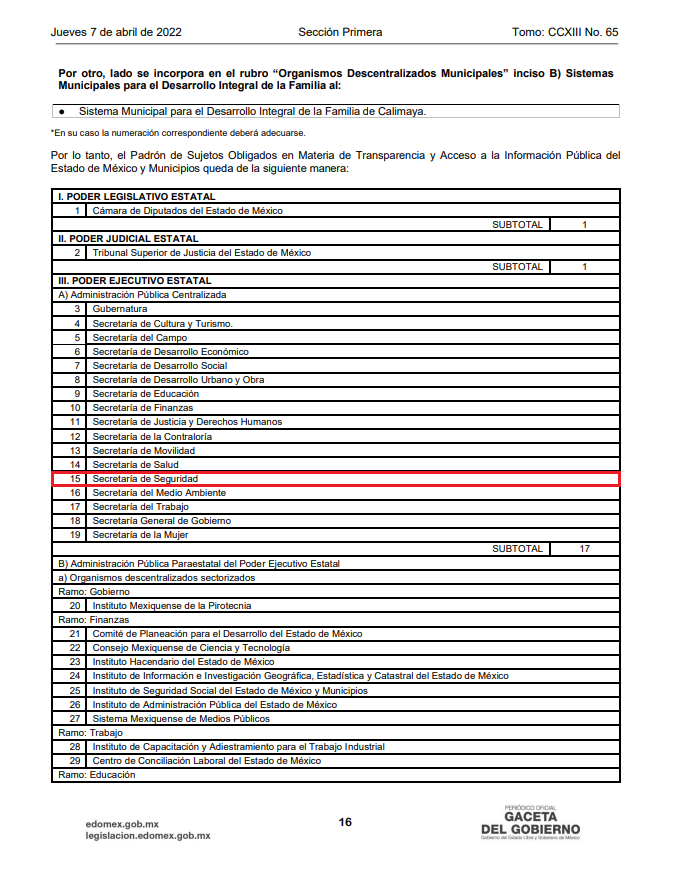 Jueves 7 de abril de 2022 Sección Primera Tomo: CCXIII No. 65
Por otro, lado se incorpora en el rubro “Organismos Descentralizados Municipales” inciso B) Sistemas
Municipales para el Desarrollo Integral de la Familia al:
● Sistema Municipal para el Desarrollo Integral de la Familia de Calimaya.
*En su caso la numeración correspondiente deberá adecuarse.
Por lo tanto, el Padrón de Sujetos Obligados en Materia de Transparencia y Acceso a la Información Pública del
Estado de México y Municipios queda de la siguiente manera:
I. PODER LEGISLATIVO ESTATAL
1 Cámara de Diputados del Estado de México
SUBTOTAL 1
II. PODER JUDICIAL ESTATAL
2 Tribunal Superior de Justicia del Estado de México
SUBTOTAL 1
III. PODER EJECUTIVO ESTATAL
A) Administración Pública Centralizada
3 Gubernatura
4 Secretaría de Cultura y Turismo.
5 Secretaría del Campo
6 Secretaría de Desarrollo Económico
7 Secretaría de Desarrollo Social
8 Secretaría de Desarrollo Urbano y Obra
9 Secretaría de Educación
10 Secretaría de Finanzas
11 Secretaría de Justicia y Derechos Humanos
12 Secretaría de la Contraloría
13 Secretaría de Movilidad
14 Secretaría de Salud
15 Secretaría de Seguridad
16 Secretaría del Medio Ambiente
17 Secretaría del Trabajo
18 Secretaría General de Gobierno
19 Secretaría de la Mujer
SUBTOTAL 17
B) Administración Pública Paraestatal del Poder Ejecutivo Estatal
a) Organismos descentralizados sectorizados
Ramo: Gobierno
20 Instituto Mexiquense de la Pirotecnia
Ramo: Finanzas
21 Comité de Planeación para el Desarrollo del Estado de México
22 Consejo Mexiquense de Ciencia y Tecnología
23 Instituto Hacendario del Estado de México
24 Instituto de Información e Investigación Geográfica, Estadística y Catastral del Estado de México
25 Instituto de Seguridad Social del Estado de México y Municipios
26 Instituto de Administración Pública del Estado de México
27 Sistema Mexiquense de Medios Públicos
Ramo: Trabajo
28 Instituto de Capacitación y Adiestramiento para el Trabajo Industrial
29 Centro de Conciliación Laboral del Estado de México
Ramo: Educación
edomex.gob.mx
legislacion.edomex.gob.mx
16
PERIÓDICO OFICIAL
GACETA
DEL GOBIERNO
Gobierno del Estado Libre y Soberano de México